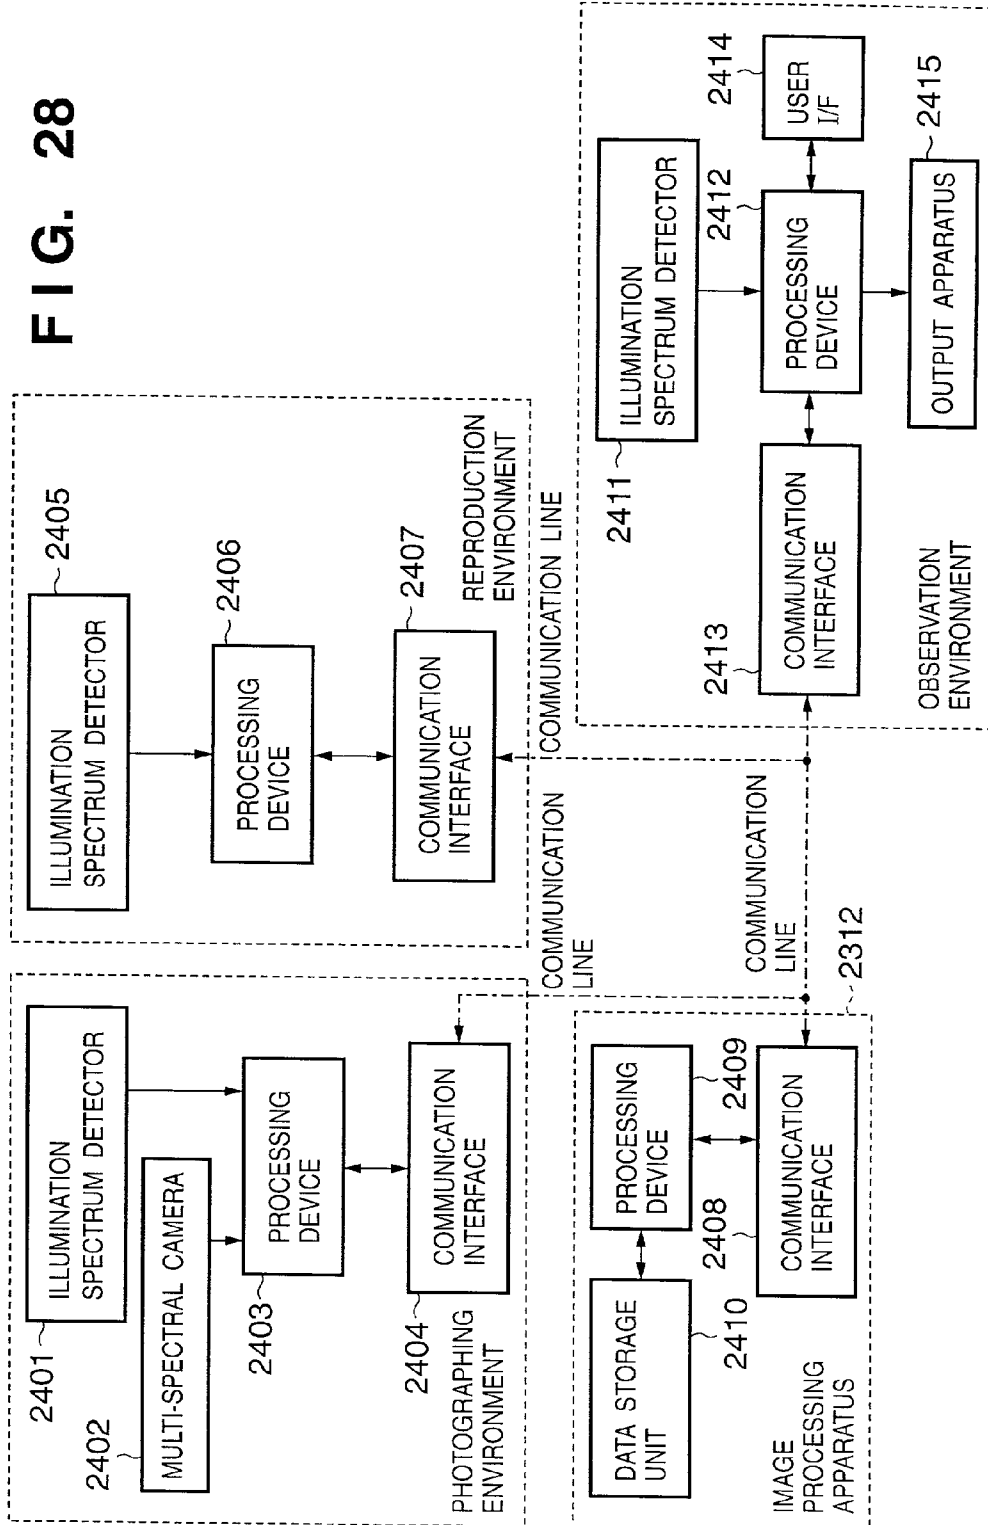 FIG. 28
2401
ILLUMINATION
SPECTRUM DETECTOR
2402
MULTI-SPECTRAL CAMERA
2403
PROCESSING
DEVICE
2404
COMMUNICATION
INTERFACE
PHOTOGRAPHING
ENVIRONMENT
ILLUMINATION
SPECTRUM DETECTOR
2405
PROCESSING
DEVICE
2406
COMMUNICATION
INTERFACE
2407
REPRODUCTION
ENVIRONMENT
COMMUNICATION
LINE
COMMUNICATION LINE
COMMUNICATION
LINE
2312
DATA STORAGE
UNIT
2410
PROCESSING
DEVICE
2409
2408
COMMUNICATION
INTERFACE
IMAGE
PROCESSING
APPARATUS
2411
ILLUMINATION
SPECTRUM DETECTOR
2413
COMMUNICATION
INTERFACE
PROCESSING
DEVICE
2412
USER
I/F
2414
OUTPUT APPARATUS
2415
OBSERVATION
ENVIRONMENT